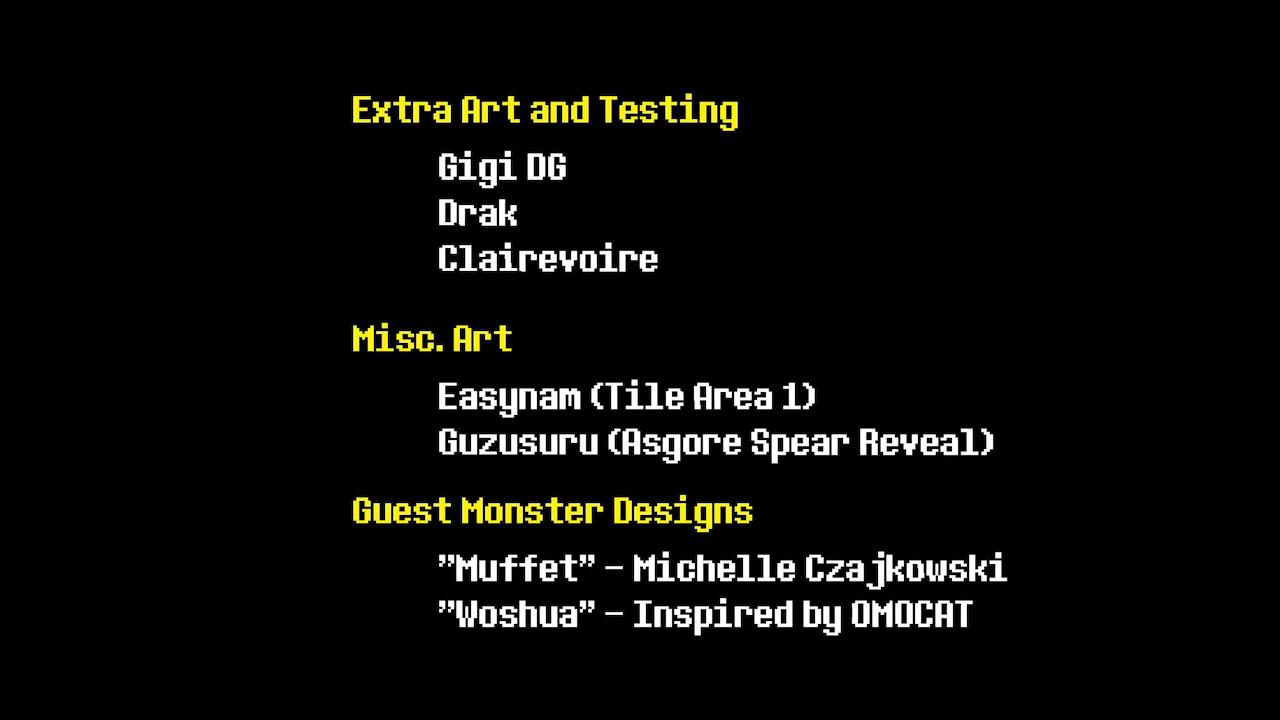 Extra Art and Testing
Gigi DG
Drak
Clairevoire
Misc. Art
Easynam (Tile Area 1)
Guzusuru (Asgore Spear Reveal)
Guest Monster Designs
”Muffet” – Michelle Czajkowski
”Woshua” – Inspired by OMOCAT